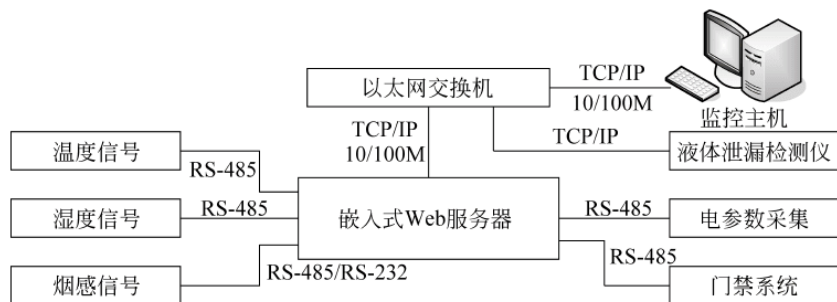 TCP/IP
以太网交换机
10/100M
监控主机
TCP/IP
10/100M
TCP/IP
温度信号
液体泄漏检测仪
RS-485
湿度信号
RS-485
嵌入式Web服务器
RS-485
电参数采集
RS-485
烟感信号
RS-485/RS-232
门禁系统